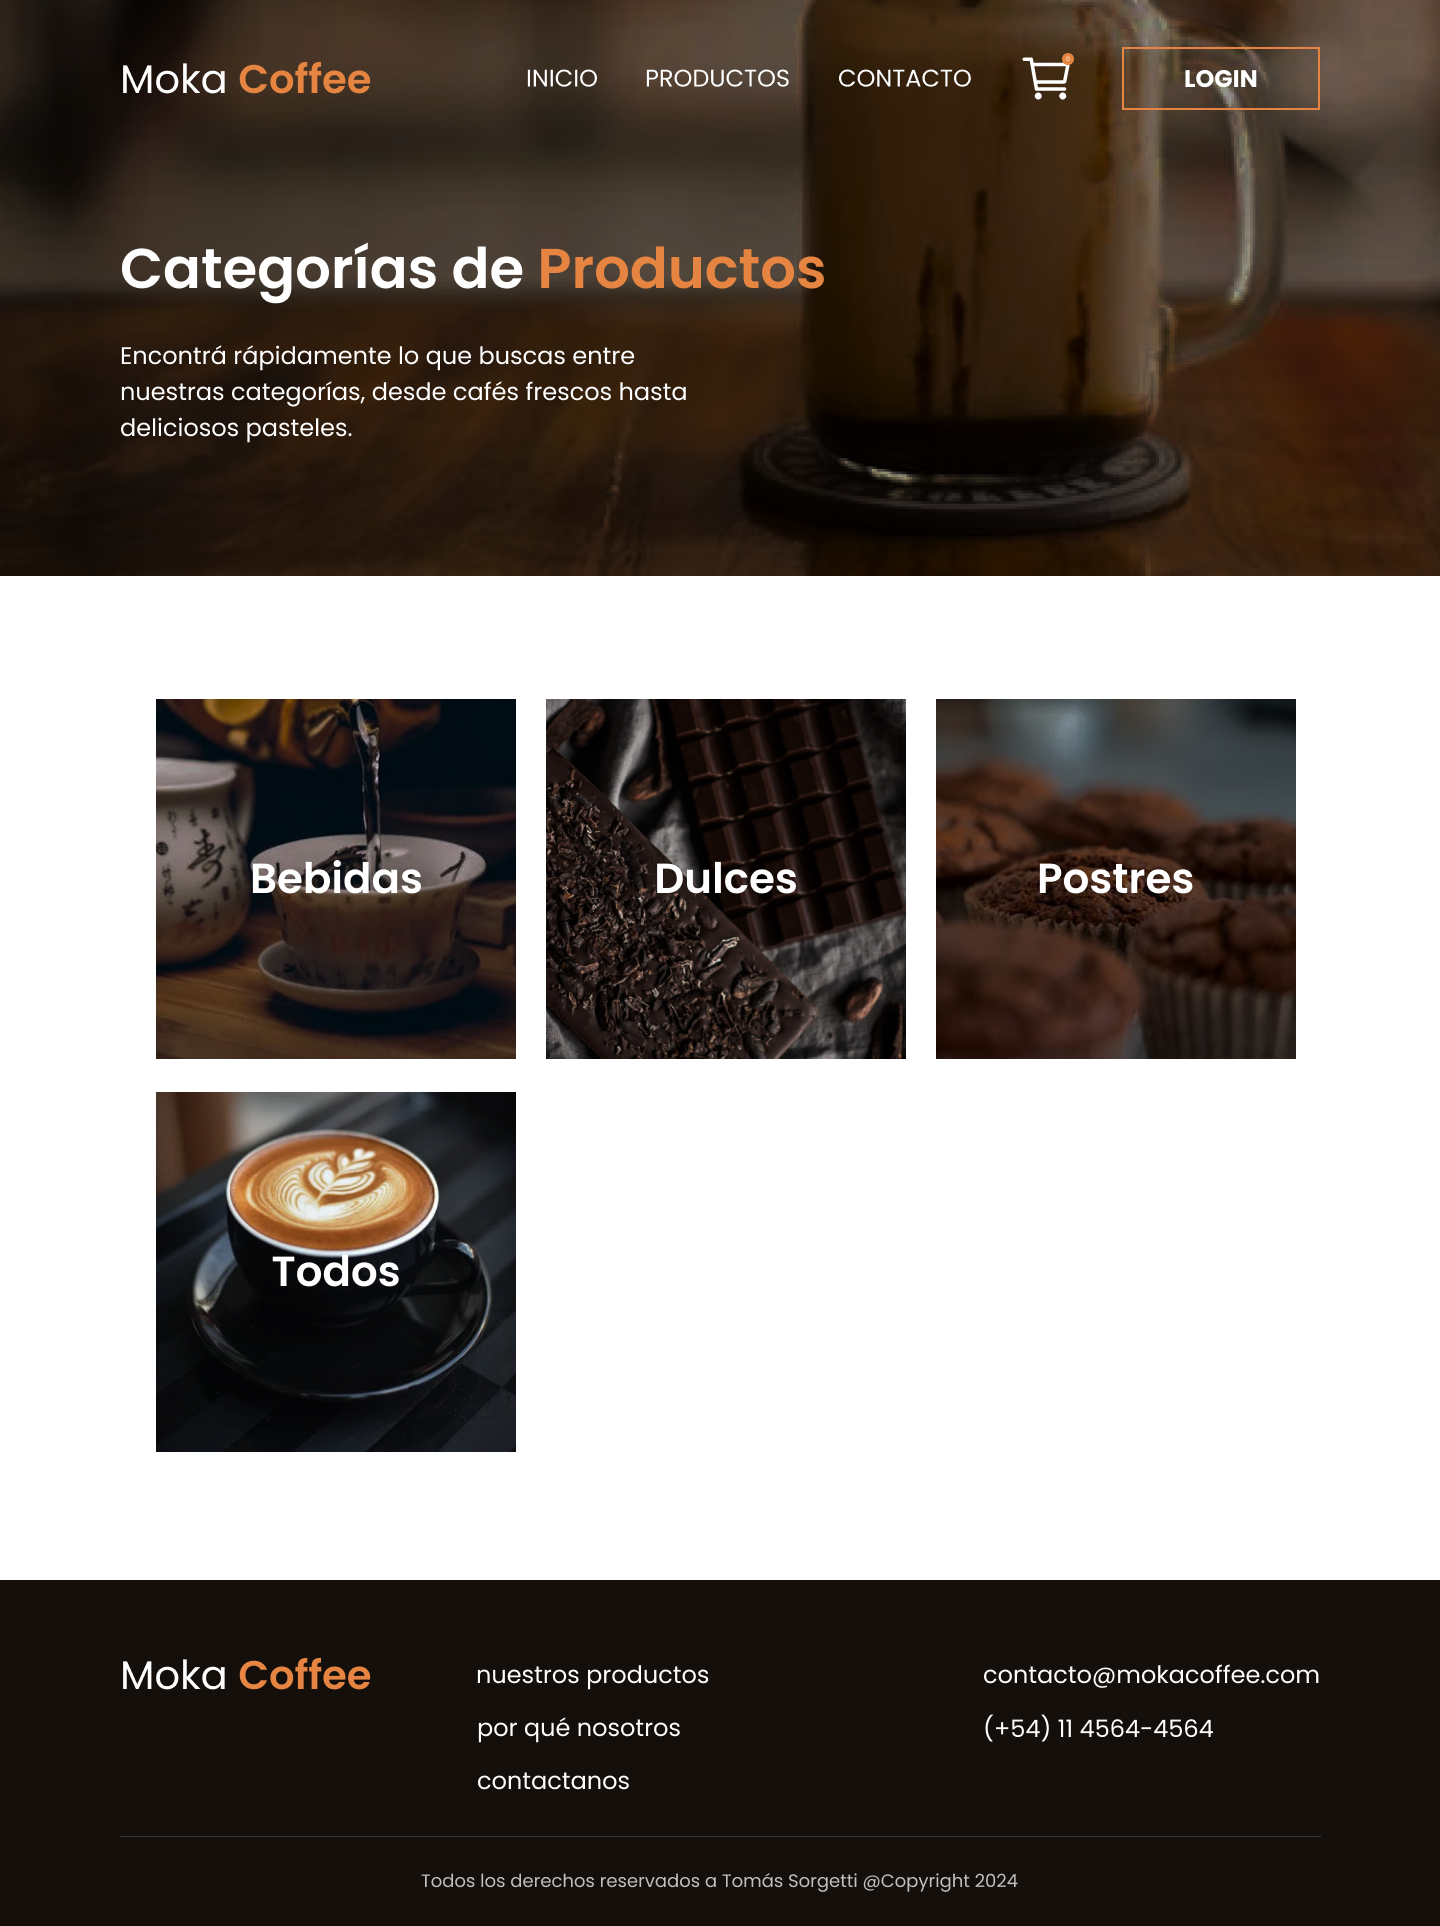 Moka Coffee
INICIO PRODUCTOS CONTACTO
0
LOGIN
Categorías de Productos
Encontrá rápidamente lo que buscas entre
nuestras categorías, desde cafés frescos hasta
deliciosos pasteles.
Bebidas
Dulces
Postres
Todos
Moka Coffee
nuestros productos
por qué nosotros
contactanos
contacto@mokacoffee.com
(+54) 11 4564-4564
Todos los derechos reservados a Tomás Sorgetti @Copyright 2024